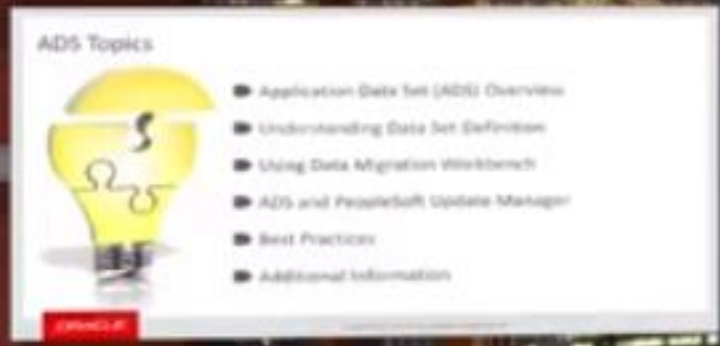 ADS Topics
Application Data Set (ADS) Overview
Understanding Data Set Definition
Using Data Migration Workbench
ADS and PeopleSoft Update Manager
Best Practices
Additional Information
ORACLE